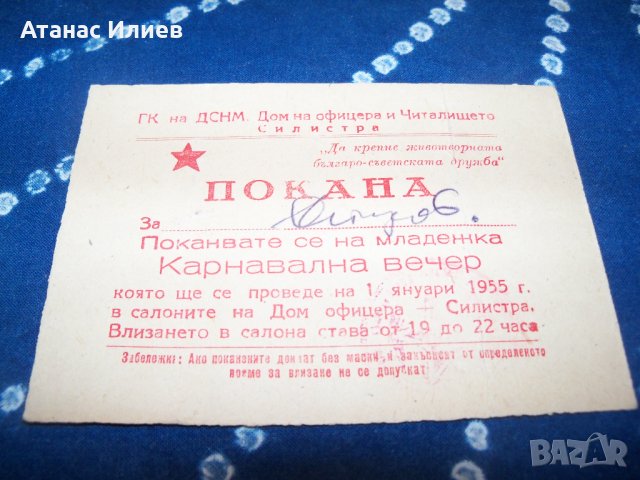 Атанас Илиев
ГК на ДСНМ, Дом на офицера и Читалището
Силистра
„Да крепне животворната
българо-съветската дружба"
ПОКАНА
За
Поканвате се на младежка
Карнавална вечер
която ще се проведе на 1 януари 1955 г.
в салоните на Дом офицера — Силистра.
Влизането в салона става от 19 до 22 часа
Забележка: Ако поканените дойдат без маски и закъснеят от определеното
време за влизане не се допускат
BAZAR
bg